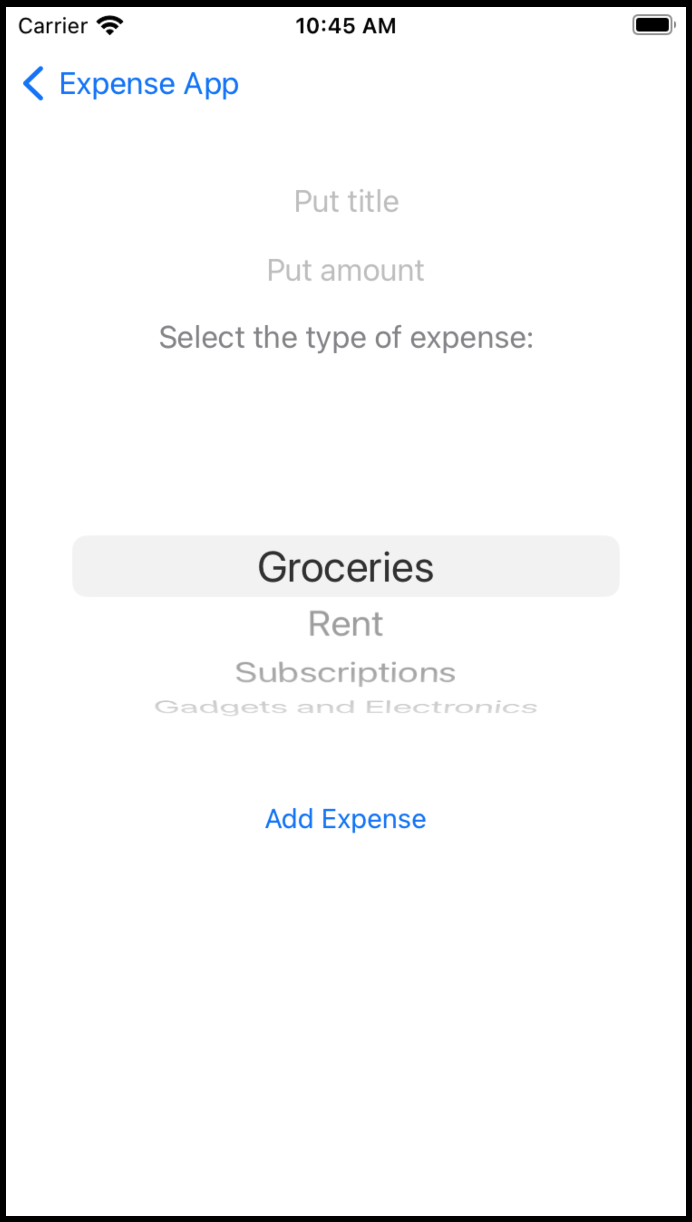 Carrier 10:45 AM
Expense App
Put title
Put amount
Select the type of expense:
Groceries
Rent
Subscriptions
Gadgets and Electronics
Add Expense